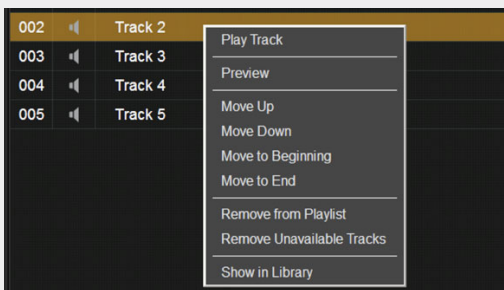 002 Track 2
003 Track 3
004 Track 4
005 Track 5
Play Track
Preview
Move Up
Move Down
Move to Beginning
Move to End
Remove from Playlist
Remove Unavailable Tracks
Show in Library